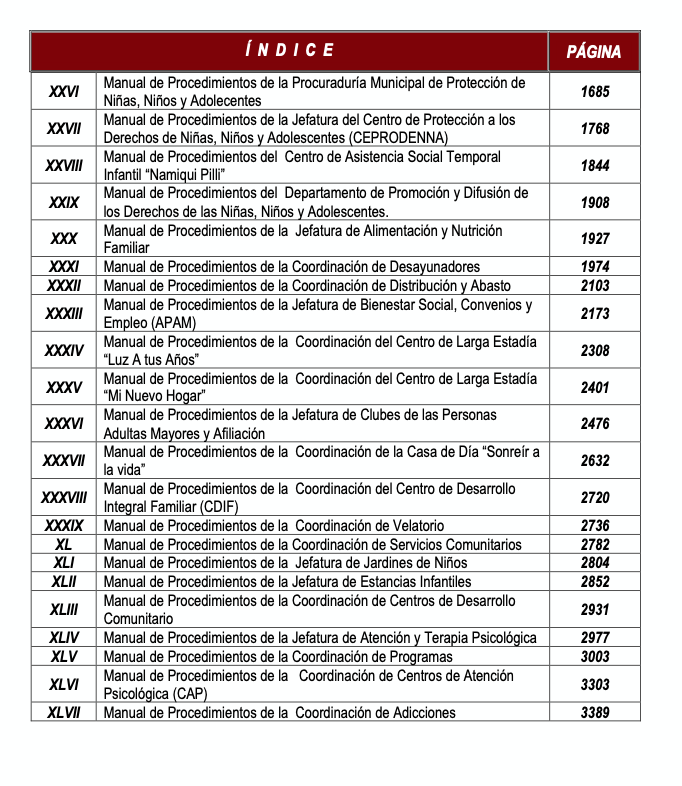 Í N D I C E PÁGINA
XXVI Manual de Procedimientos de la Procuraduría Municipal de Protección de
Niñas, Niños y Adolecentes 1685
XXVII Manual de Procedimientos de la Jefatura del Centro de Protección a los
Derechos de Niñas, Niños y Adolescentes (CEPRODENNA) 1768
XXVIII Manual de Procedimientos del Centro de Asistencia Social Temporal
Infantil “Namiqui Pilli” 1844
XXIX Manual de Procedimientos del Departamento de Promoción y Difusión de
los Derechos de las Niñas, Niños y Adolescentes. 1908
XXX Manual de Procedimientos de la Jefatura de Alimentación y Nutrición
Familiar 1927
XXXI Manual de Procedimientos de la Coordinación de Desayunadores 1974
XXXII Manual de Procedimientos de la Coordinación de Distribución y Abasto 2103
XXXIII Manual de Procedimientos de la Jefatura de Bienestar Social, Convenios y
Empleo (APAM) 2173
XXXIV Manual de Procedimientos de la Coordinación del Centro de Larga Estadía
“Luz A tus Años” 2308
XXXV Manual de Procedimientos de la Coordinación del Centro de Larga Estadía
“Mi Nuevo Hogar” 2401
XXXVI Manual de Procedimientos de la Jefatura de Clubes de las Personas
Adultas Mayores y Afiliación 2476
XXXVII Manual de Procedimientos de la Coordinación de la Casa de Día “Sonreír a
la vida” 2632
XXXVIII Manual de Procedimientos de la Coordinación del Centro de Desarrollo
Integral Familiar (CDIF) 2720
XXXIX Manual de Procedimientos de la Coordinación de Velatorio 2736
XL Manual de Procedimientos de la Coordinación de Servicios Comunitarios 2782
XLI Manual de Procedimientos de la Jefatura de Jardines de Niños 2804
XLII Manual de Procedimientos de la Jefatura de Estancias Infantiles 2852
XLIII Manual de Procedimientos de la Coordinación de Centros de Desarrollo
Comunitario 2931
XLIV Manual de Procedimientos de la Jefatura de Atención y Terapia Psicológica 2977
XLV Manual de Procedimientos de la Coordinación de Programas 3003
XLVI Manual de Procedimientos de la Coordinación de Centros de Atención
Psicológica (CAP) 3303
XLVII Manual de Procedimientos de la Coordinación de Adicciones 3389